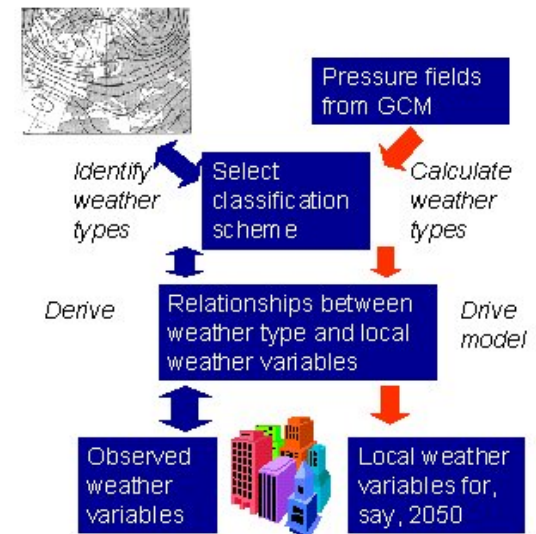 Pressure fields
from GCM
Identify
weather
types
Select
classification
scheme
Calculate
weather
types
Derive
Relationships between
weather type and local
weather variables
Drive
model
Observed
weather
variables
Local weather
variables for,
say, 2050